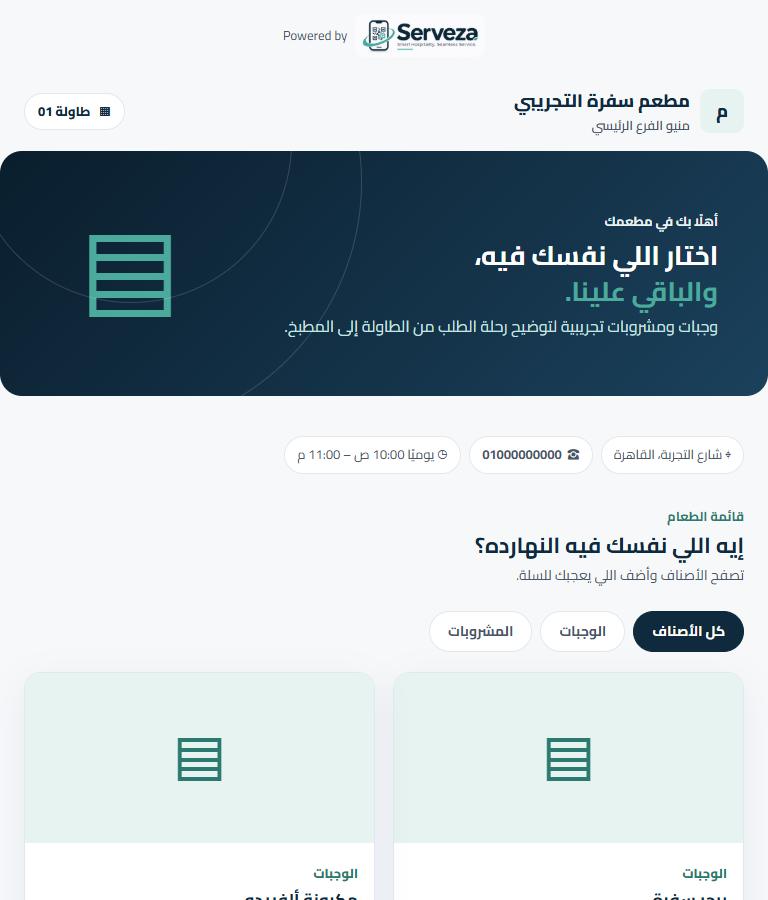 Powered by
Serveza
Smart Hospitality. Seamless Service.
م
مطعم سفرة التجريبي
منيو الفرع الرئيسي
طاولة 01
أهلًا بك في مطعمك
اختار اللي نفسك فيه،
والباقي علينا.
وجبات ومشروبات تجريبية لتوضيح رحلة الطلب من الطاولة إلى المطبخ.
شارع التجربة، القاهرة
01000000000
يوميًا 10:00 ص – 11:00 م
قائمة الطعام
إيه اللي نفسك فيه النهارده؟
تصفح الأصناف وأضف اللي يعجبك للسلة.
كل الأصناف
الوجبات
المشروبات
الوجبات
الوجبات